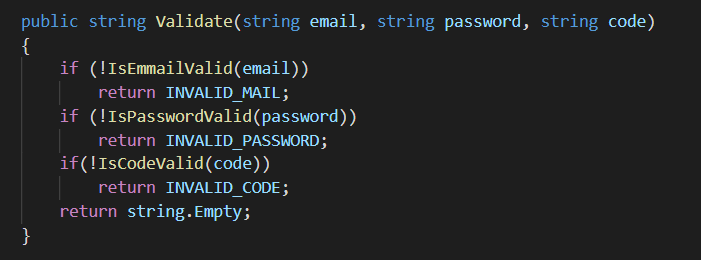 public string Validate(string email, string password, string code)
{
if (!IsEmmailValid(email))
return INVALID_MAIL;
if (!IsPasswordValid(password))
return INVALID_PASSWORD;
if(!IsCodeValid(code))
return INVALID_CODE;
return string.Empty;
}